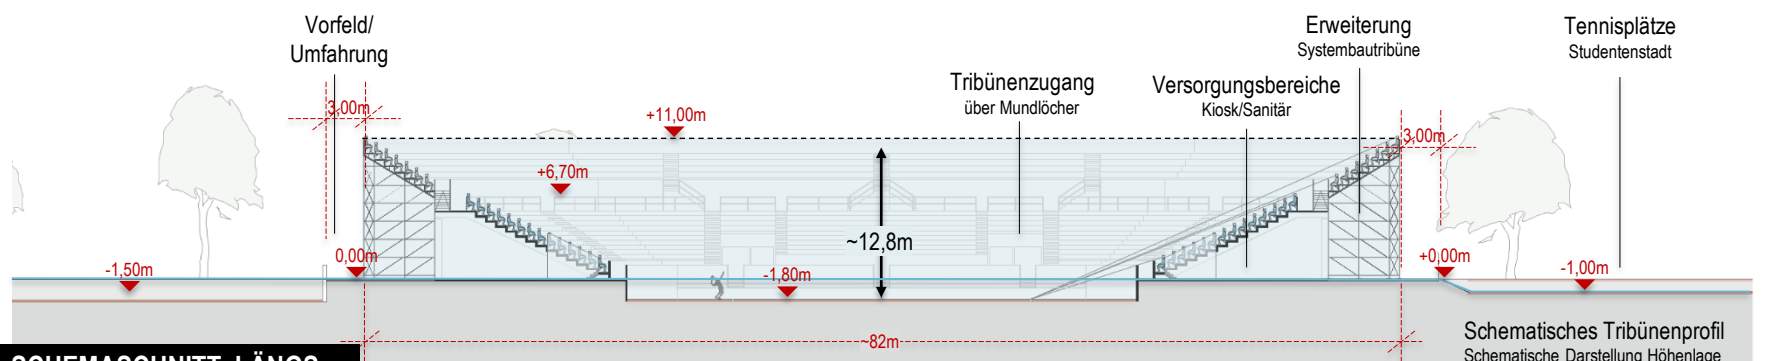 Vorfeld/
Umfahrung
Erweiterung
Systembautribüne
Tennisplätze
Studentenstadt
Tribünenzugang
über Mundlöcher
Versorgungsbereiche
Kiosk/Sanitär
3,00m
+11,00m
3,00m
+6,70m
~12,8m
-1,50m
0,00m
-1,80m
+0,00m
-1,00m
~82m
Schematisches Tribünenprofil
Schematische Darstellung Höhenlage
SCHEMASCHNITT LÄNGS